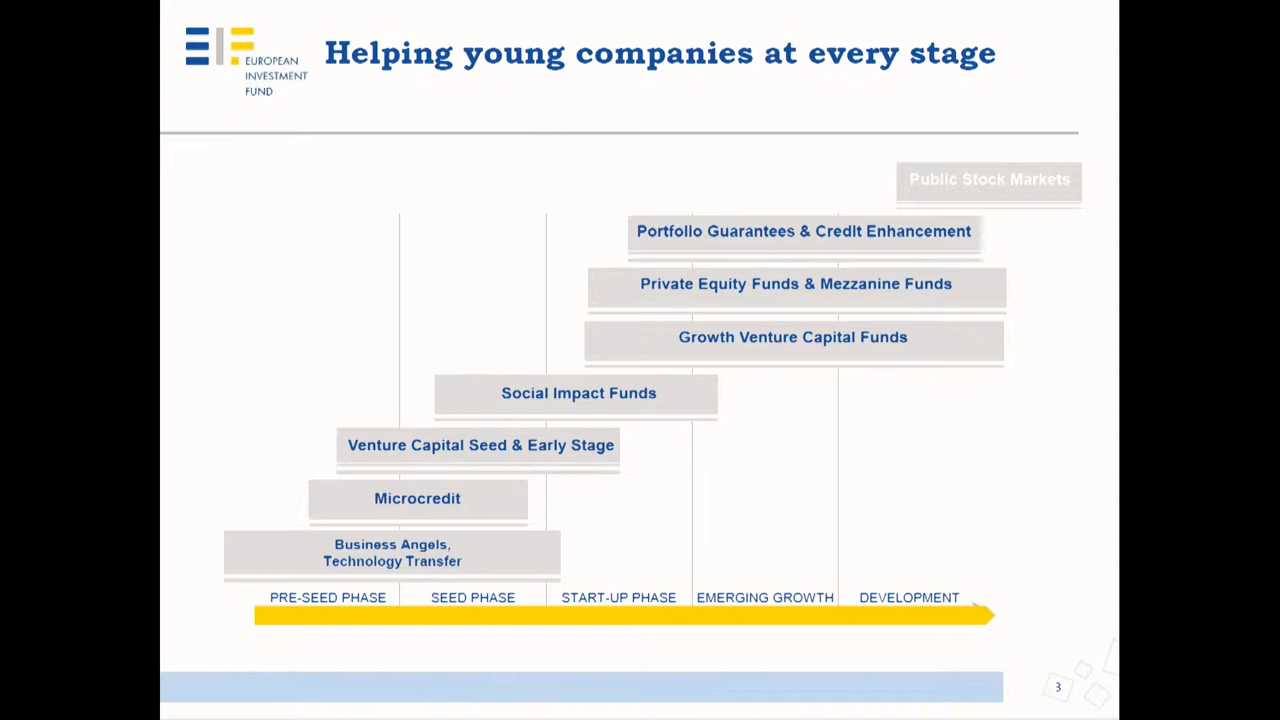 EUROPEAN
INVESTMENT
FUND
Helping young companies at every stage
Public Stock Markets
Portfolio Guarantees & Credit Enhancement
Private Equity Funds & Mezzanine Funds
Growth Venture Capital Funds
Social Impact Funds
Venture Capital Seed & Early Stage
Microcredit
Business Angels,
Technology Transfer
PRE-SEED PHASE
SEED PHASE
START-UP PHASE
EMERGING GROWTH
DEVELOPMENT
3